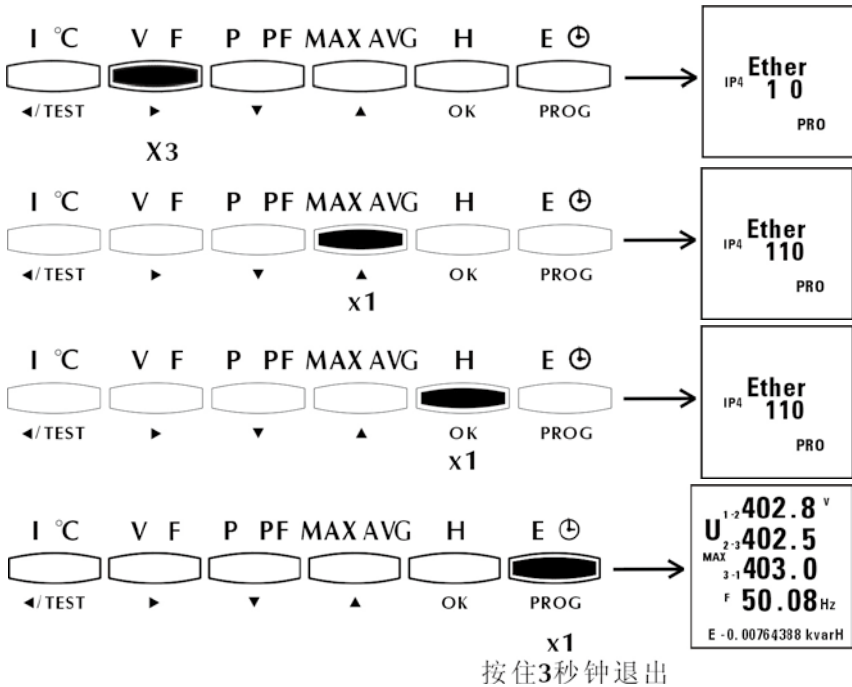 I °C V F P PF MAX AVG H E
◄/TEST ► ▼ ▲ OK PROG
X3
Ether
IP4 1 0
PRO
I °C V F P PF MAX AVG H E
◄/TEST ► ▼ ▲ OK PROG
x1
Ether
IP4 110
PRO
I °C V F P PF MAX AVG H E
◄/TEST ► ▼ ▲ OK PROG
x1
Ether
IP4 110
PRO
I °C V F P PF MAX AVG H E
◄/TEST ► ▼ ▲ OK PROG
x1
按住3秒钟退出
1-2 402.8 V
U 2-3 402.5
MAX 3-1 403.0
F 50.08 Hz
E -0.00764388 kvarH